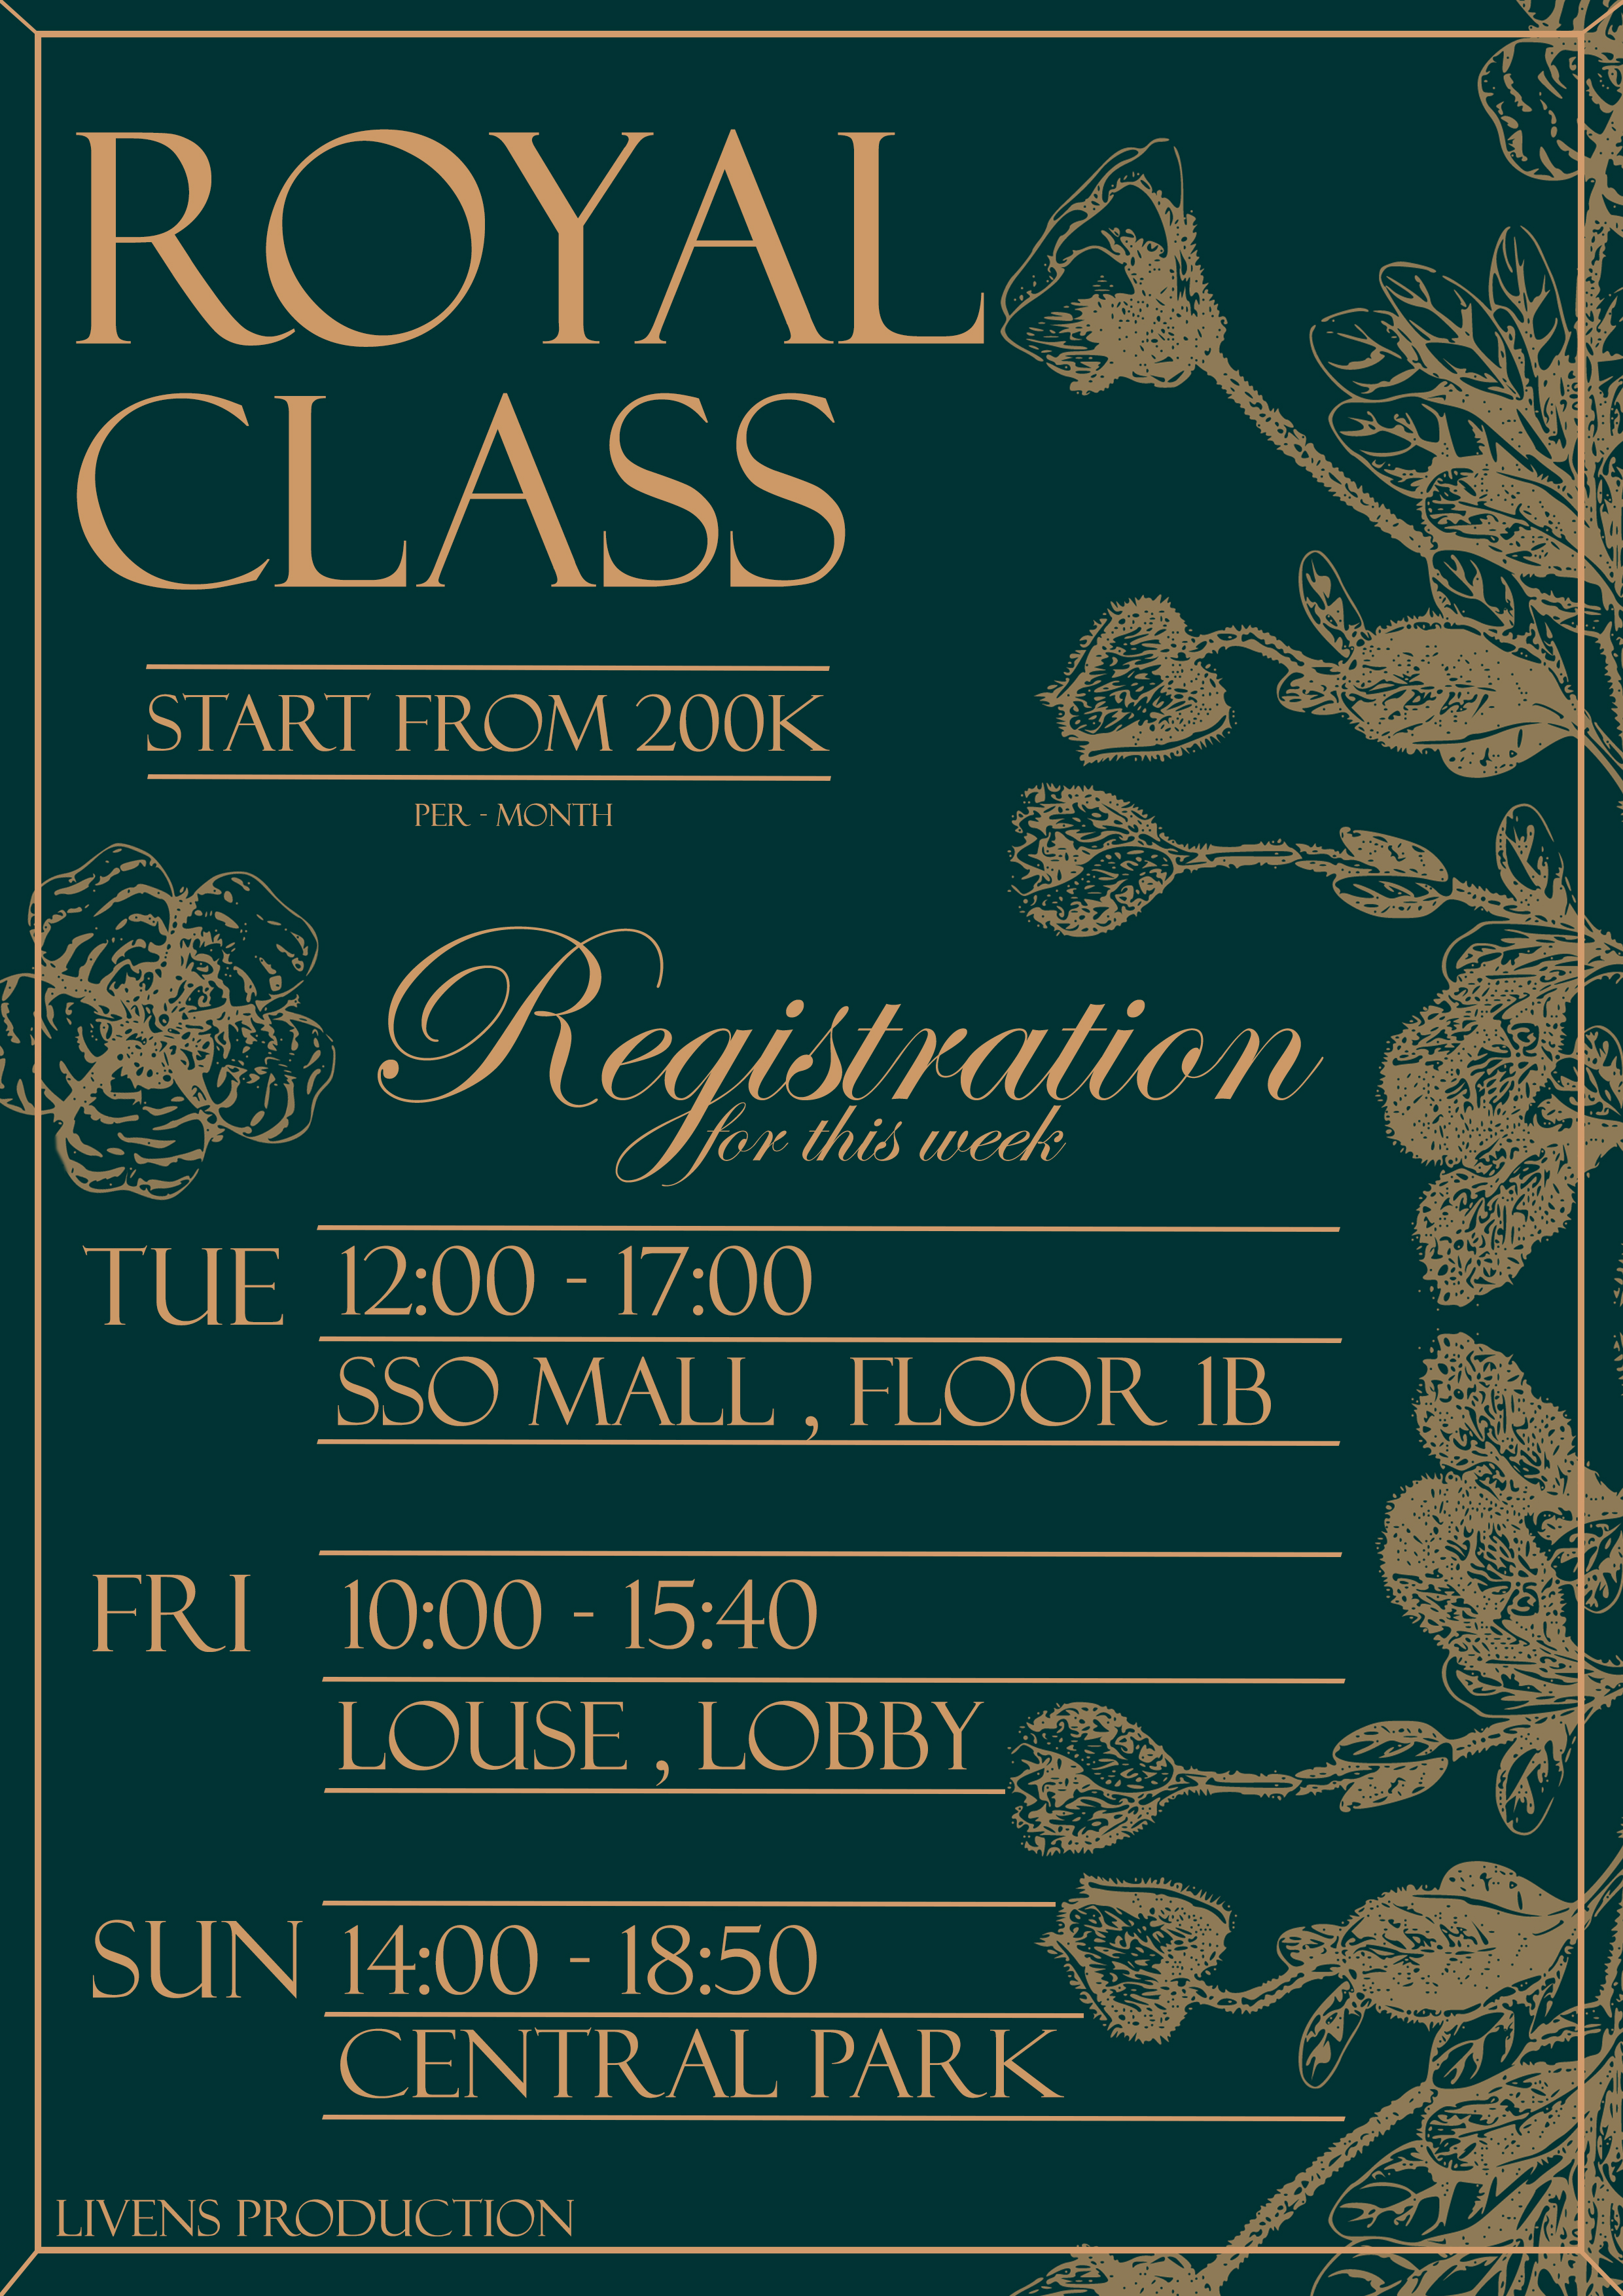 ROYAL
CLASS
START FROM 200K
PER - MONTH
Registration
for this week
TUE 12:00 - 17:00
SSO MALL , FLOOR 1B
FRI 10:00 - 15:40
LOUSE , LOBBY
SUN 14:00 - 18:50
CENTRAL PARK
LIVENS PRODUCTION